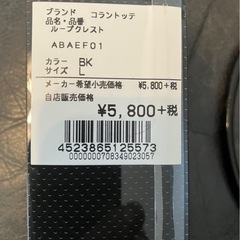 ブランド　コラントッテ
品名・品番
ループクレスト
ABAEF01
カラー　BK
サイズ　L
メーカー希望小売価格　¥5,800+税
自店販売価格
¥5,800+税
4523865125573
0000000708349023057